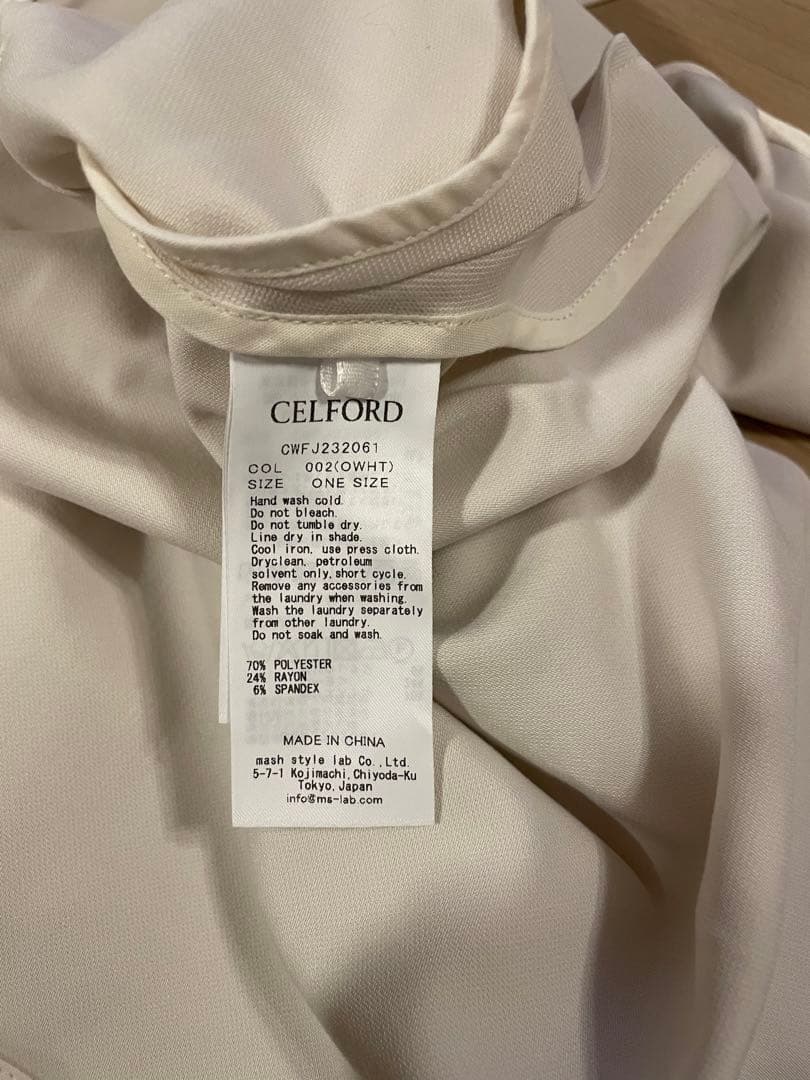 CELFORD
CWFJ232061
COL 002(OWHT)
SIZE ONE SIZE
Hand wash cold.
Do not bleach.
Do not tumble dry.
Line dry in shade.
Cool iron, use press cloth.
Dryclean, petroleum
solvent only,short cycle.
Remove any accessories from
the laundry when washing.
Wash the laundry separately
from other laundry.
Do not soak and wash.
70% POLYESTER
24% RAYON
6% SPANDEX
MADE IN CHINA
mash style lab Co.,Ltd.
5-7-1 Kojimachi,Chiyoda-Ku
Tokyo,Japan
info@ms-lab.com